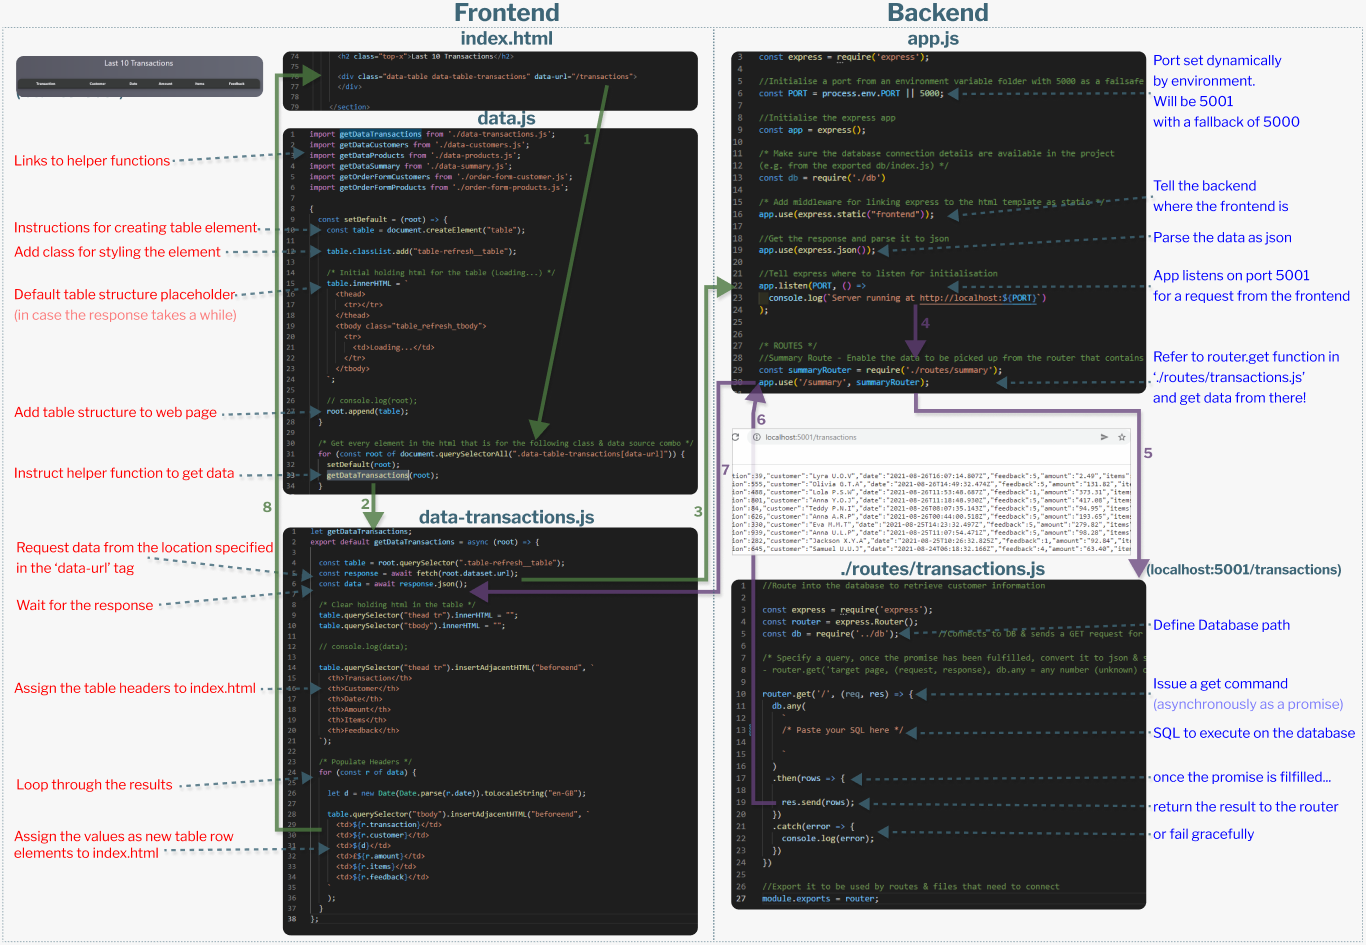 Frontend
Backend
index.html
app.js
Last 10 Transactions
Transaction Customer Date Amount Items Feedback
74 <h2 class="top-x">Last 10 Transactions</h2>
75
76 <div class="data-table data-table-transactions" data-url="/transactions">
77 </div>
78
79 </section>
data.js
1 import getDataTransactions from './data-transactions.js';
2 import getDataCustomers from './data-customers.js';
3 import getDataProducts from './data-products.js';
4 import getDataSummary from './data-summary.js';
5 import getOrderFormCustomers from './order-form-customer.js';
6 import getOrderFormProducts from './order-form-products.js';
7
8 {
9 const setDefault = (root) => {
10 const table = document.createElement("table");
11
12 table.classList.add("table-refresh__table");
13
14 /* Initial holding html for the table (Loading...) */
15 table.innerHTML = `
16 <thead>
17 <tr></tr>
18 </thead>
19 <tbody class="table_refresh_tbody">
20 <tr>
21 <td>Loading...</td>
22 </tr>
23 </tbody>
24 `;
25
26 // console.log(root);
27 root.append(table);
28 }
29
30 /* Get every element in the html that is for the following class & data source combo */
31 for (const root of document.querySelectorAll(".data-table-transactions[data-url]")) {
32 setDefault(root);
33 getDataTransactions(root);
34 }
Links to helper functions
Instructions for creating table element
Add class for styling the element
Default table structure placeholder
(in case the response takes a while)
Add table structure to web page
Instruct helper function to get data
1
2
8
3
data-transactions.js
1 let getDataTransactions;
2 export default getDataTransactions = async (root) => {
3
4 const table = root.querySelector(".table-refresh__table");
5 const response = await fetch(root.dataset.url);
6 const data = await response.json();
7
8 /* Clear holding html in the table */
9 table.querySelector("thead tr").innerHTML = "";
10 table.querySelector("tbody").innerHTML = "";
11
12 // console.log(data);
13
14 table.querySelector("thead tr").insertAdjacentHTML("beforeend", `
15 <th>Transaction</th>
16 <th>Customer</th>
17 <th>Date</th>
18 <th>Amount</th>
19 <th>Items</th>
20 <th>Feedback</th>
21 `);
22
23 /* Populate Headers */
24 for (const r of data) {
25
26 let d = new Date(Date.parse(r.date)).toLocaleString("en-GB");
27
28 table.querySelector("tbody").insertAdjacentHTML("beforeend", `
29 <td>${r.transaction}</td>
30 <td>${r.customer}</td>
31 <td>${d}</td>
32 <td>£${r.amount}</td>
33 <td>${r.items}</td>
34 <td>${r.feedback}</td>
35 `
36 );
37 }
38 };
Request data from the location specified
in the ‘data-url’ tag
Wait for the response
Assign the table headers to index.html
Loop through the results
Assign the values as new table row
elements to index.html
3 const express = require('express');
4
5 //Initialise a port from an environment variable folder with 5000 as a failsafe
6 const PORT = process.env.PORT || 5000;
7
8 //Initialise the express app
9 const app = express();
10
11 /* Make sure the database connection details are available in the project
12 (e.g. from the exported db/index.js) */
13 const db = require('./db')
14
15 /* Add middleware for linking express to the html template as static */
16 app.use(express.static("frontend"));
17
18 //Get the response and parse it to json
19 app.use(express.json());
20
21 //Tell express where to listen for initialisation
22 app.listen(PORT, () =>
23 console.log(`Server running at http://localhost:${PORT}`)
24 );
25
26
27 /* ROUTES */
28 //Summary Route - Enable the data to be picked up from the router that contains
29 const summaryRouter = require('./routes/summary');
30 app.use('/summary', summaryRouter);
Port set dynamically
by environment.
Will be 5001
with a fallback of 5000
Tell the backend
where the frontend is
Parse the data as json
App listens on port 5001
for a request from the frontend
Refer to router.get function in
‘./routes/transactions.js’
and get data from there!
4
6
5
7
localhost:5001/transactions
tion":39,"customer":"Lyra U.O.V","date":"2021-08-26T16:07:14.807Z","feedback":5,"amount":"2.49","items"
ion":555,"customer":"Olivia G.T.A","date":"2021-08-26T14:49:32.474Z","feedback":5,"amount":"131.82","ite
ion":488,"customer":"Lola P.S.W","date":"2021-08-26T11:53:48.687Z","feedback":1,"amount":"373.31","items
ion":801,"customer":"Anna Y.O.J","date":"2021-08-26T11:18:48.930Z","feedback":5,"amount":"417.08","items
ion":84,"customer":"Teddy P.N.I","date":"2021-08-26T08:07:35.143Z","feedback":5,"amount":"94.95","items"
ion":626,"customer":"Anna A.R.P","date":"2021-08-26T00:44:00.518Z","feedback":5,"amount":"193.65","items
ion":330,"customer":"Eva M.M.T","date":"2021-08-25T14:23:32.497Z","feedback":5,"amount":"279.82","items"
ion":939,"customer":"Anna U.L.P","date":"2021-08-25T11:07:54.471Z","feedback":5,"amount":"98.28","items"
ion":282,"customer":"Jackson X.Y.A","date":"2021-08-25T10:26:32.825Z","feedback":1,"amount":"92.84","ite
ion":645,"customer":"Samuel U.U.J","date":"2021-08-24T06:18:32.166Z","feedback":4,"amount":"63.40","item
./routes/transactions.js
(localhost:5001/transactions)
1 //Route into the database to retrieve customer information
2
3 const express = require('express');
4 const router = express.Router();
5 const db = require('../db'); //Connects to DB & sends a GET request for
6
7 /* Specify a query, once the promise has been fulfilled, convert it to json & s
8 - router.get('target page, (request, response), db.any = any number (unknown) o
9
10 router.get('/', (req, res) => {
11 db.any(
12 `
13 /* Paste your SQL here */
14
15 `
16 )
17 .then(rows => {
18
19 res.send(rows);
20 })
21 .catch(error => {
22 console.log(error);
23 })
24 })
25
26 //Export it to be used by routes & files that need to connect
27 module.exports = router;
Define Database path
Issue a get command
(asynchronously as a promise)
SQL to execute on the database
once the promise is filfilled...
return the result to the router
or fail gracefully